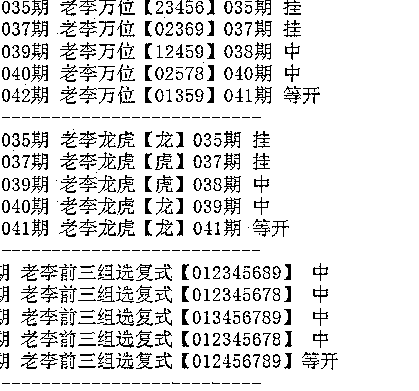 035期 老李万位【23456】035期 挂
037期 老李万位【02369】037期 挂
039期 老李万位【12459】038期 中
040期 老李万位【02578】040期 中
042期 老李万位【01359】041期 等开
----------------------------
035期 老李龙虎【龙】035期 挂
037期 老李龙虎【虎】037期 挂
039期 老李龙虎【虎】038期 中
040期 老李龙虎【龙】039期 中
041期 老李龙虎【龙】041期 等开
----------------------------
期 老李前三组选复式【012345689】 中
期 老李前三组选复式【012345678】 中
期 老李前三组选复式【013456789】 中
期 老李前三组选复式【012345678】 中
期 老李前三组选复式【012456789】等开
----------------------------